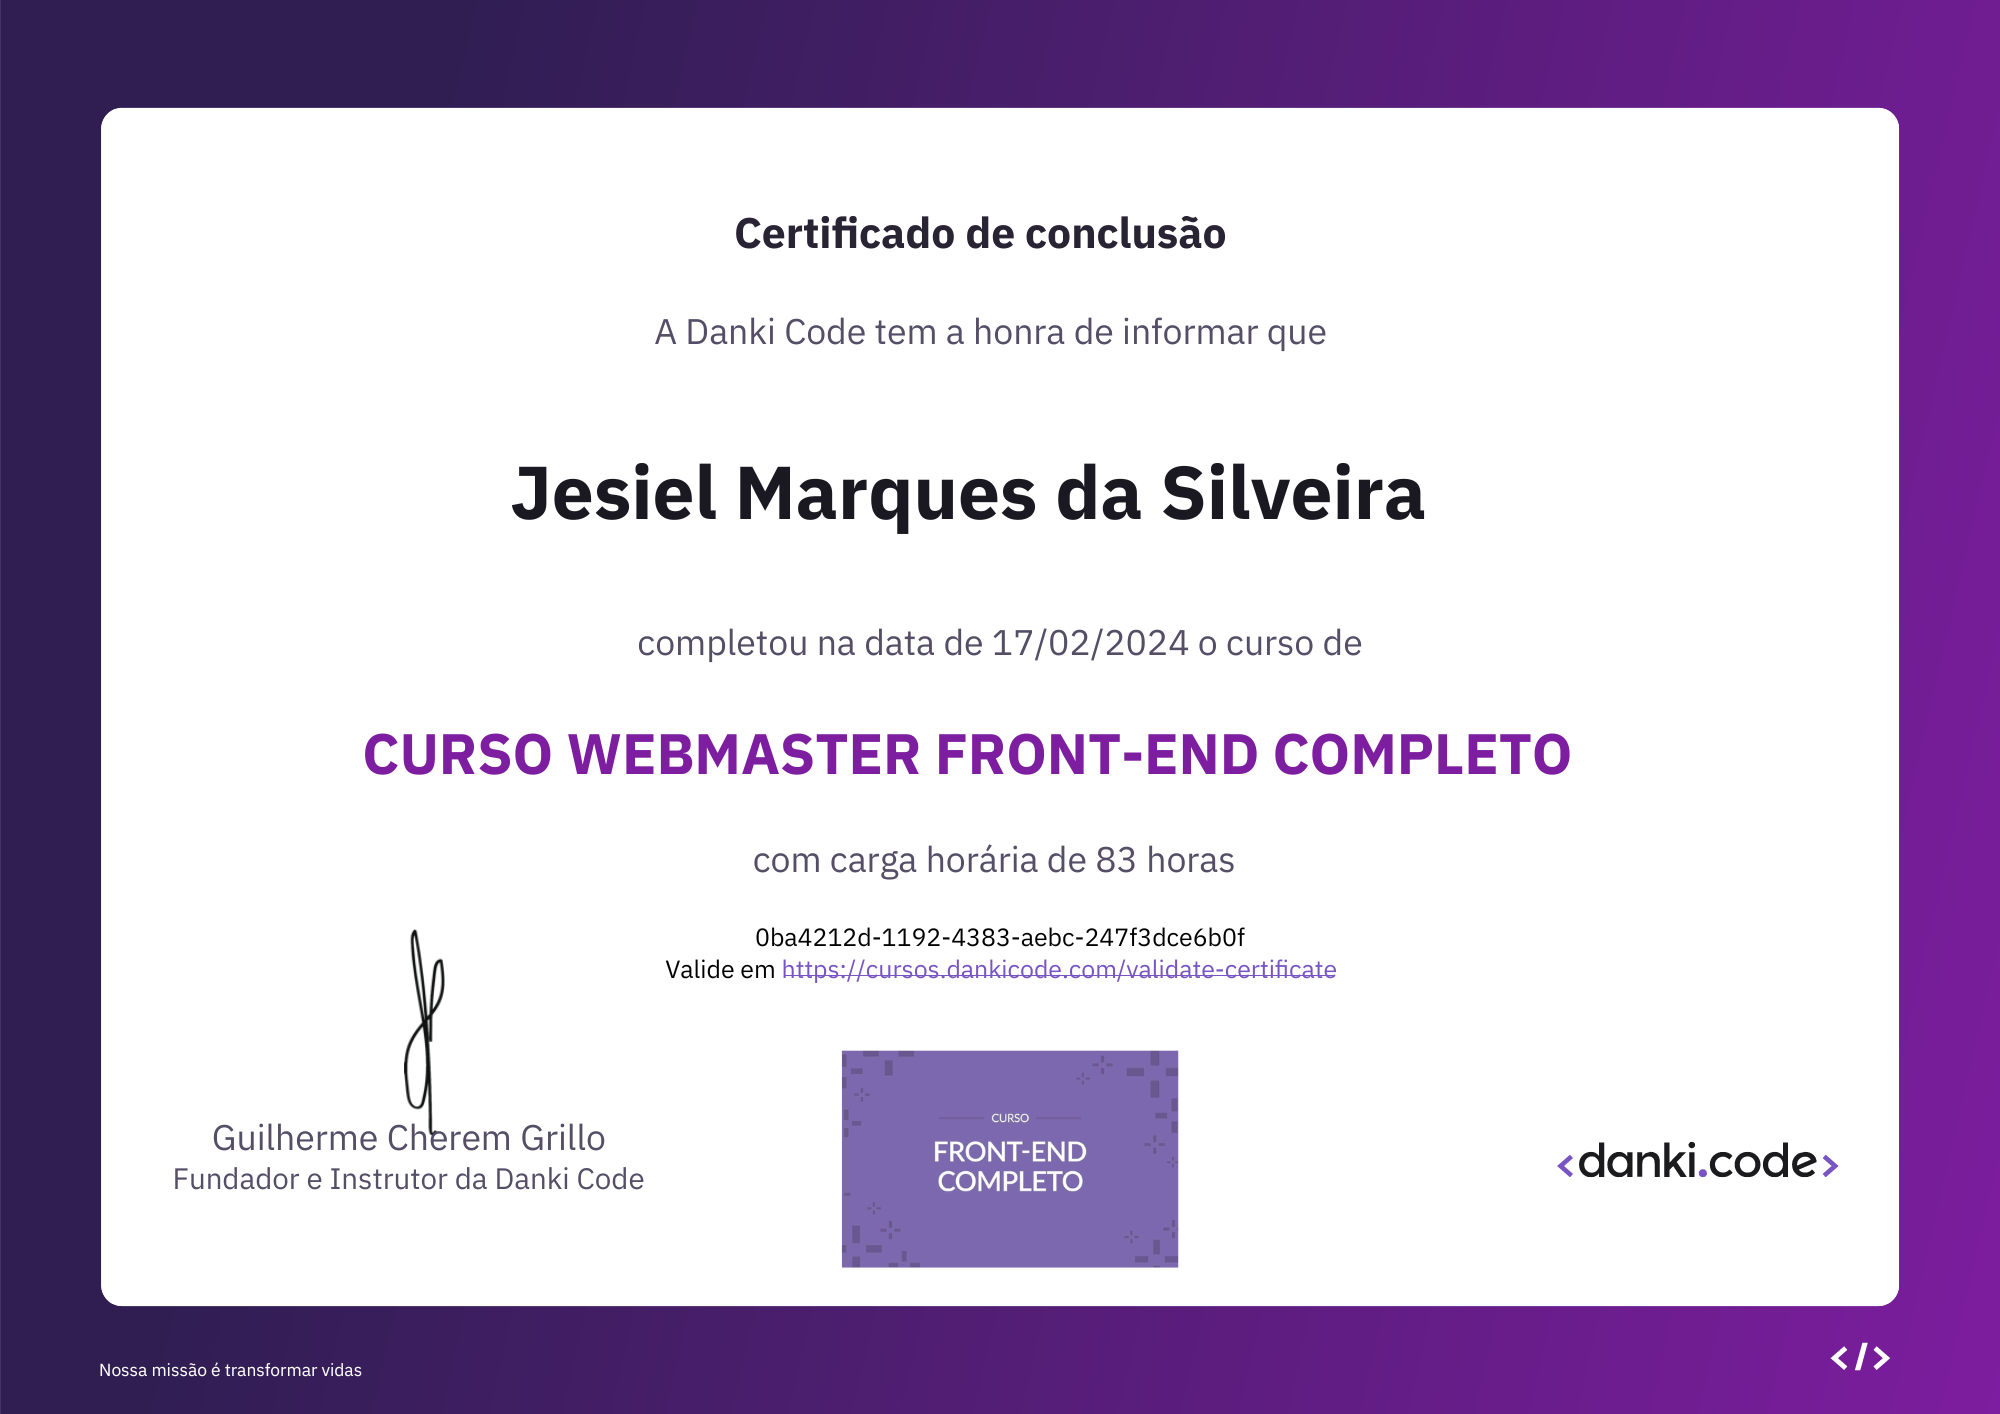 Certificado de conclusão
A Danki Code tem a honra de informar que
Jesiel Marques da Silveira
completou na data de 17/02/2024 o curso de
CURSO WEBMASTER FRONT-END COMPLETO
com carga horária de 83 horas
0ba4212d-1192-4383-aebc-247f3dce6b0f
Valide em https://cursos.dankicode.com/validate-certificate
Guilherme Cherem Grillo
Fundador e Instrutor da Danki Code
CURSO
FRONT-END
COMPLETO
<danki.code>
Nossa missão é transformar vidas
</>